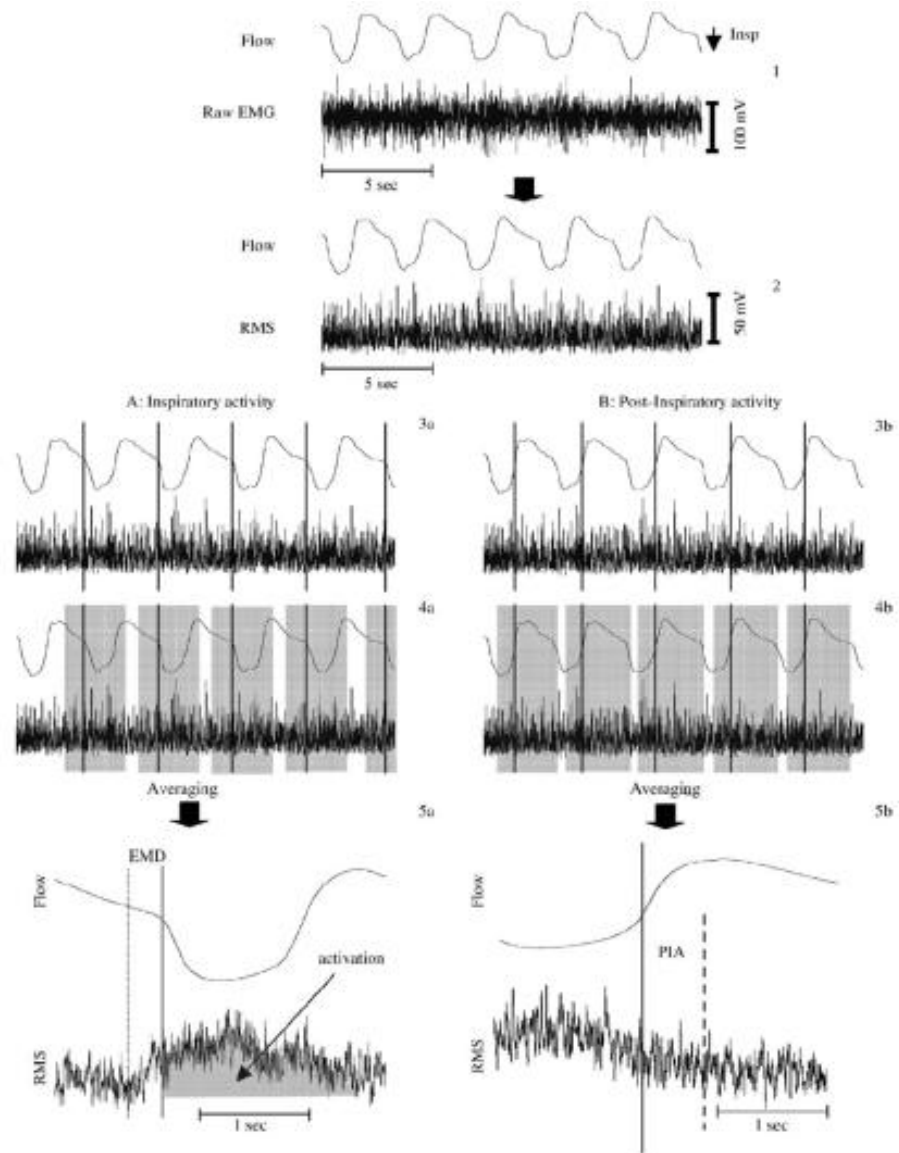 Flow
Insp
1
Raw EMG
100 mV
5 sec
Flow
2
RMS
50 mV
5 sec
A: Inspiratory activity
B: Post-Inspiratory activity
3a
3b
4a
4b
Averaging
Averaging
5a
5b
EMD
Flow
Flow
PIA
activation
RMS
RMS
1 sec
1 sec